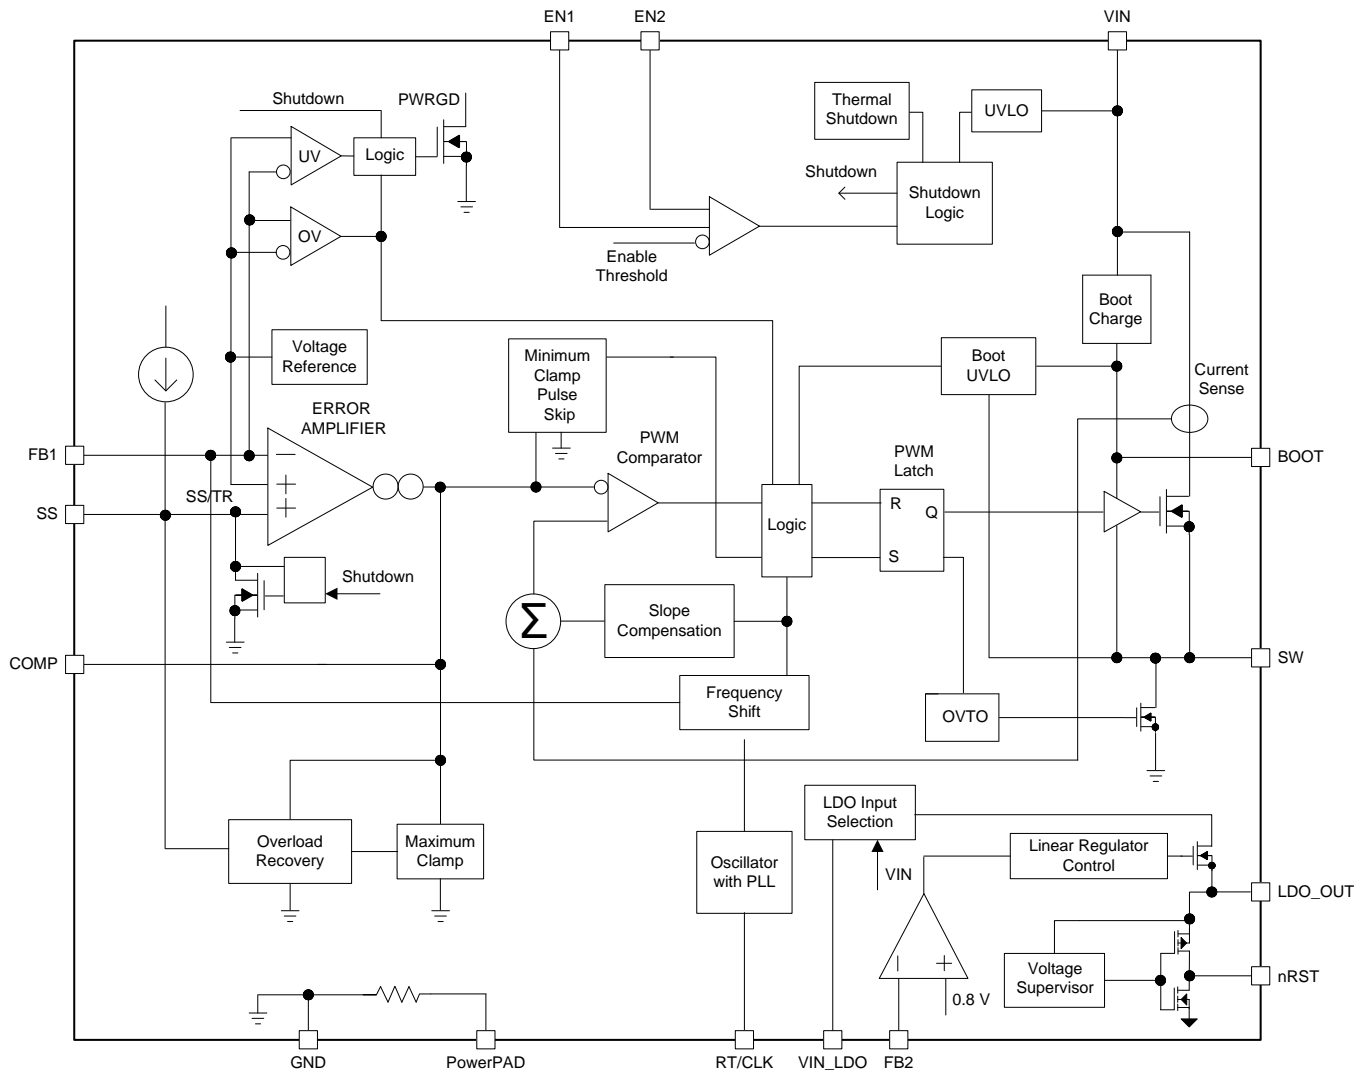 EN1
EN2
VIN
Shutdown
PWRGD
UV
Logic
OV
Thermal
Shutdown
UVLO
Shutdown
Shutdown
Logic
Enable
Threshold
Boot
Charge
Voltage
Reference
Minimum
Clamp
Pulse
Skip
Boot
UVLO
Current
Sense
ERROR
AMPLIFIER
PWM
Comparator
PWM
Latch
FB1
BOOT
SS/TR
SS
−
+
+
Logic
R
Q
S
Shutdown
Σ
Slope
Compensation
COMP
SW
Frequency
Shift
OVTO
LDO Input
Selection
Overload
Recovery
Maximum
Clamp
Oscillator
with PLL
VIN
Linear Regulator
Control
LDO_OUT
− +
0.8 V
Voltage
Supervisor
nRST
GND
PowerPAD
RT/CLK
VIN_LDO
FB2